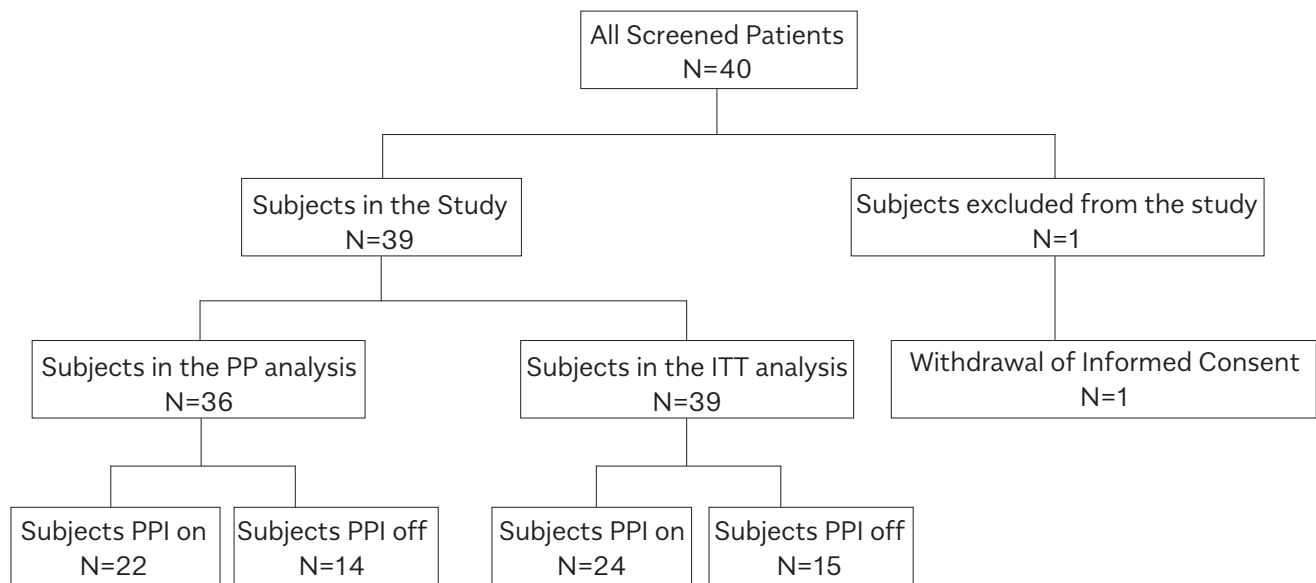 All Screened Patients
N=40
Subjects in the Study
N=39
Subjects excluded from the study
N=1
Subjects in the PP analysis
N=36
Subjects in the ITT analysis
N=39
Withdrawal of Informed Consent
N=1
Subjects PPI on
N=22
Subjects PPI off
N=14
Subjects PPI on
N=24
Subjects PPI off
N=15